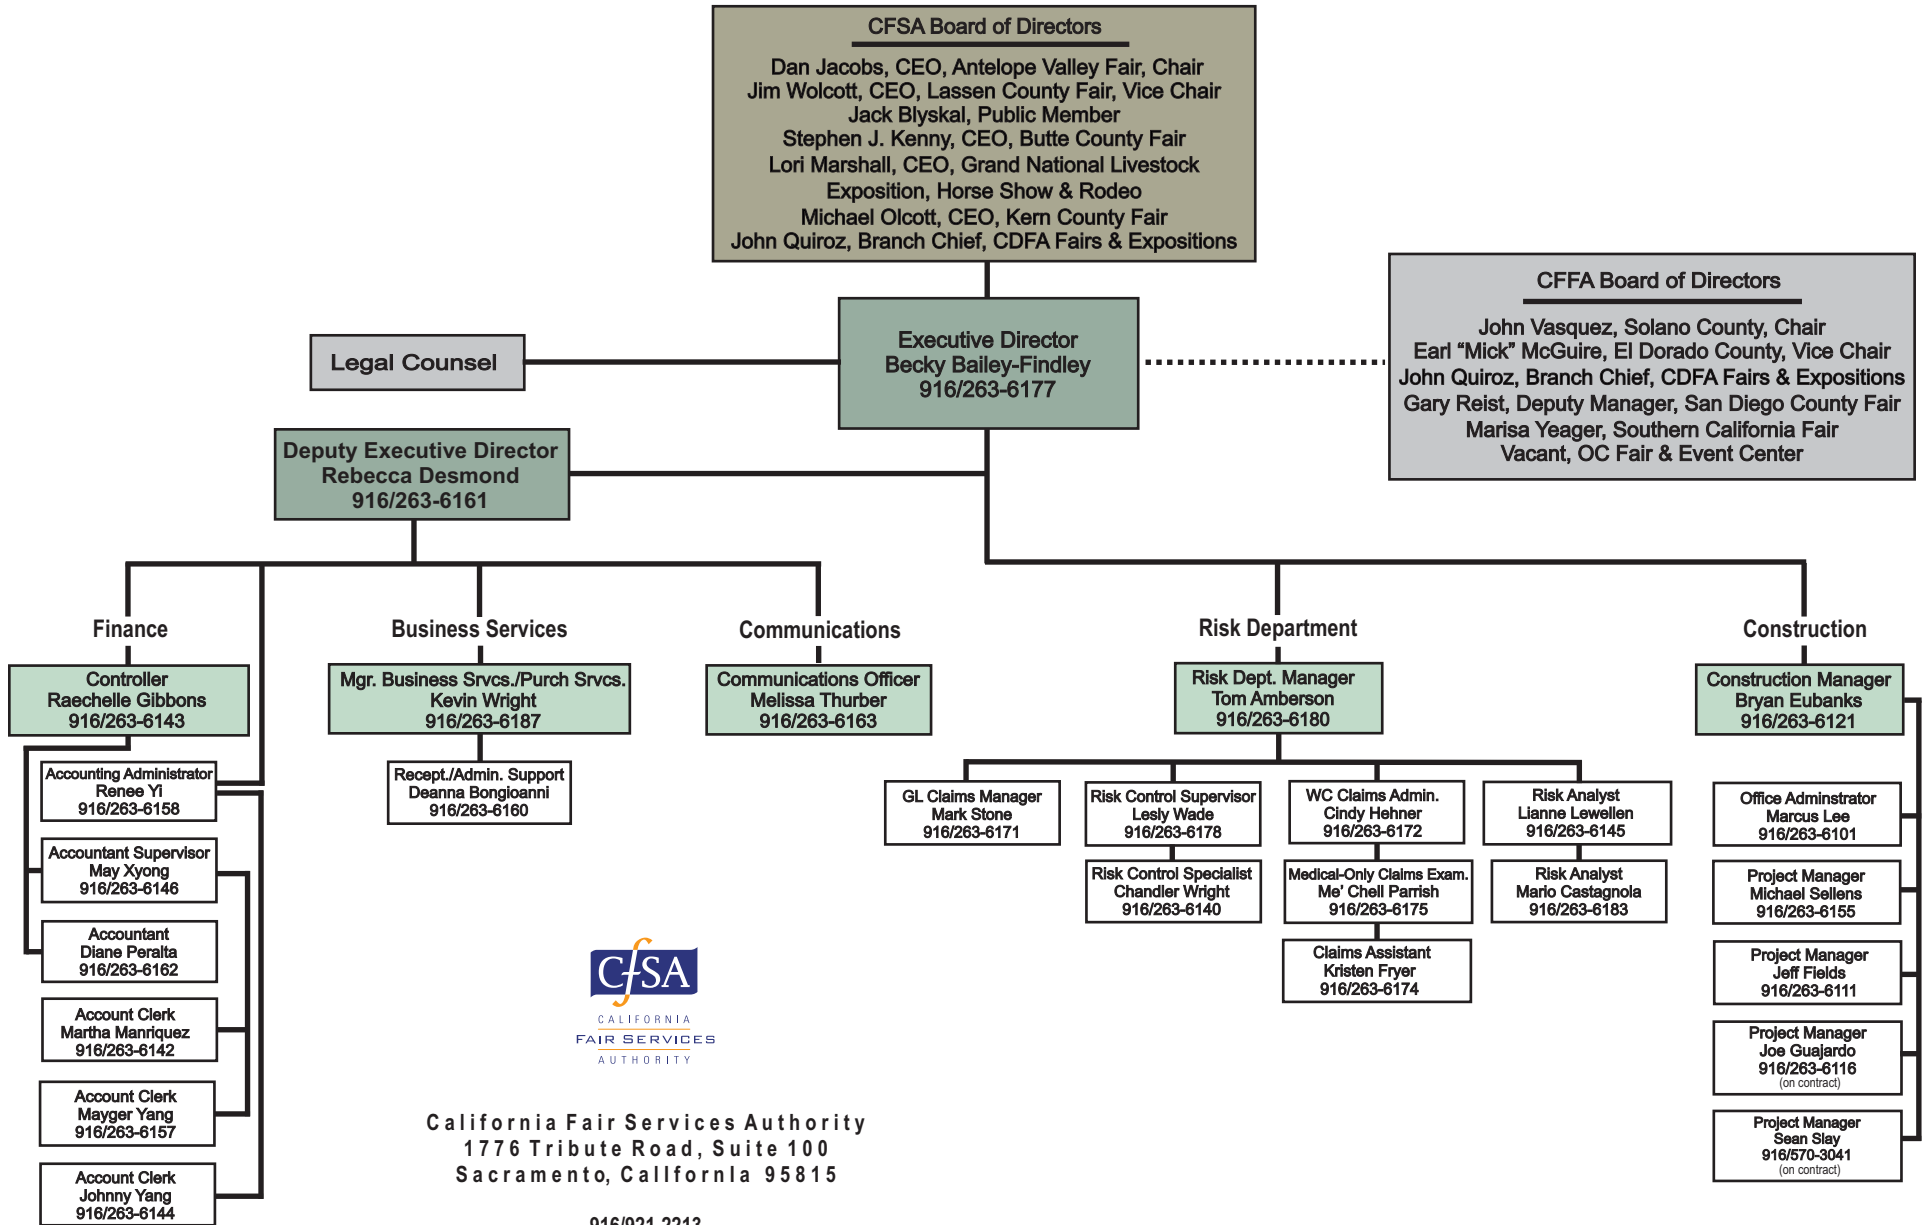 CFSA Board of Directors
Dan Jacobs, CEO, Antelope Valley Fair, Chair
Jim Wolcott, CEO, Lassen County Fair, Vice Chair
Jack Blyskal, Public Member
Stephen J. Kenny, CEO, Butte County Fair
Lori Marshall, CEO, Grand National Livestock
Exposition, Horse Show & Rodeo
Michael Olcott, CEO, Kern County Fair
John Quiroz, Branch Chief, CDFA Fairs & Expositions
CFFA Board of Directors
John Vasquez, Solano County, Chair
Earl “Mick” McGuire, El Dorado County, Vice Chair
John Quiroz, Branch Chief, CDFA Fairs & Expositions
Gary Reist, Deputy Manager, San Diego County Fair
Marisa Yeager, Southern California Fair
Vacant, OC Fair & Event Center
Executive Director
Becky Bailey-Findley
916/263-6177
Legal Counsel
Deputy Executive Director
Rebecca Desmond
916/263-6161
Finance
Controller
Raechelle Gibbons
916/263-6143
Accounting Administrator
Renee Yi
916/263-6158
Accountant Supervisor
May Xyong
916/263-6146
Accountant
Diane Peralta
916/263-6162
Account Clerk
Martha Manriquez
916/263-6142
Account Clerk
Mayger Yang
916/263-6157
Account Clerk
Johnny Yang
916/263-6144
Business Services
Mgr. Business Srvcs./Purch Srvcs.
Kevin Wright
916/263-6187
Recept./Admin. Support
Deanna Bongioanni
916/263-6160
Communications
Communications Officer
Melissa Thurber
916/263-6163
Risk Department
Risk Dept. Manager
Tom Amberson
916/263-6180
GL Claims Manager
Mark Stone
916/263-6171
Risk Control Supervisor
Lesly Wade
916/263-6178
Risk Control Specialist
Chandler Wright
916/263-6140
WC Claims Admin.
Cindy Hehner
916/263-6172
Medical-Only Claims Exam.
Me’ Chell Parrish
916/263-6175
Claims Assistant
Kristen Fryer
916/263-6174
Risk Analyst
Lianne Lewellen
916/263-6145
Risk Analyst
Mario Castagnola
916/263-6183
Construction
Construction Manager
Bryan Eubanks
916/263-6121
Office Adminstrator
Marcus Lee
916/263-6101
Project Manager
Michael Sellens
916/263-6155
Project Manager
Jeff Fields
916/263-6111
Project Manager
Joe Guajardo
916/263-6116
(on contract)
Project Manager
Sean Slay
916/570-3041
(on contract)
CFSA
CALIFORNIA
FAIR SERVICES
AUTHORITY
California Fair Services Authority
1776 Tribute Road, Suite 100
Sacramento, California 95815
916/921-2213